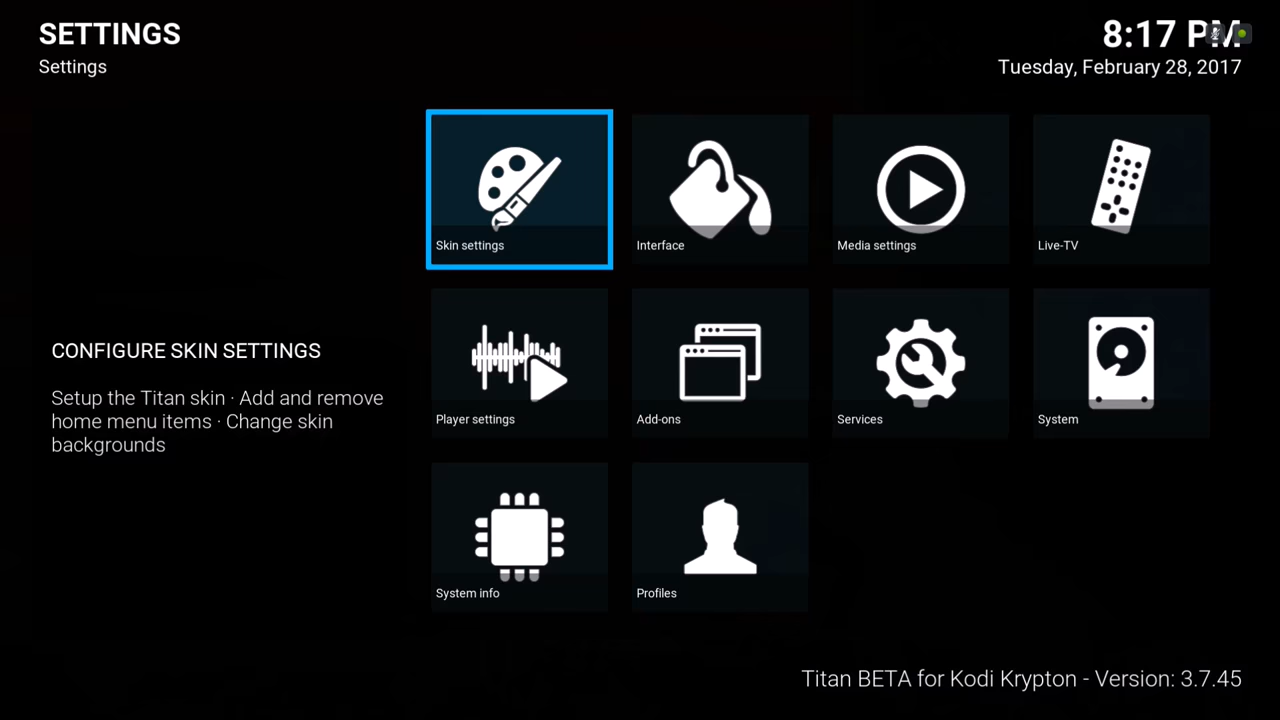 SETTINGS
Settings
8:17 PM
Tuesday, February 28, 2017
CONFIGURE SKIN SETTINGS
Setup the Titan skin · Add and remove
home menu items · Change skin
backgrounds
Skin settings
Interface
Media settings
Live-TV
Player settings
Add-ons
Services
System
System info
Profiles
Titan BETA for Kodi Krypton - Version: 3.7.45